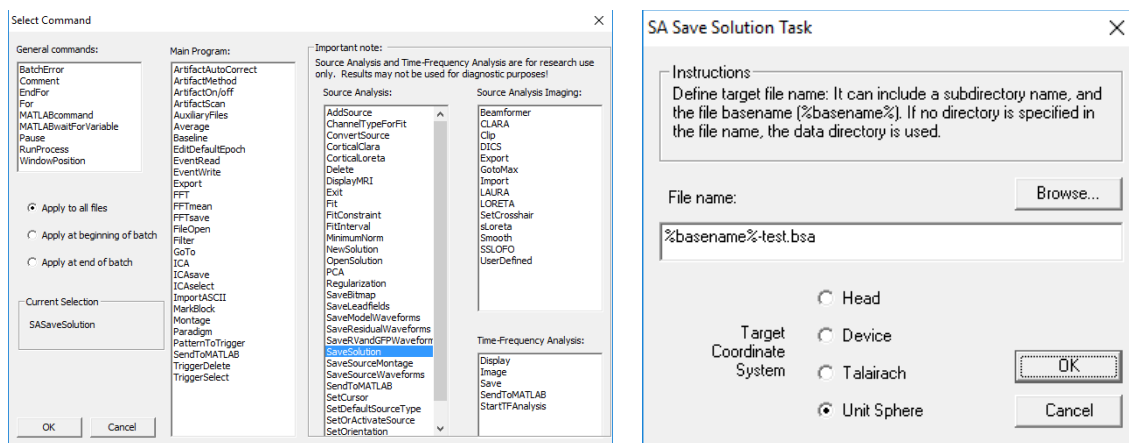 Select Command
General commands:
BatchError
Comment
EndFor
For
MATLABcommand
MATLABwaitForVariable
Pause
RunProcess
WindowPosition
Apply to all files
Apply at beginning of batch
Apply at end of batch
Current Selection
SASaveSolution
OK
Cancel
Main Program:
ArtifactAutoCorrect
ArtifactMethod
ArtifactOn/off
ArtifactScan
AuxiliaryFiles
Average
Baseline
EditDefaultEpoch
EventRead
EventWrite
Export
FFT
FFTmean
FFTsave
FileOpen
Filter
GoTo
ICA
ICAsave
ICAselect
ImportASCII
MarkBlock
Montage
Paradigm
PatternToTrigger
SendToMATLAB
TriggerDelete
TriggerSelect
Important note:
Source Analysis and Time-Frequency Analysis are for research use
only. Results may not be used for diagnostic purposes!
Source Analysis:
AddSource
ChannelTypeForFit
ConvertSource
CorticalClara
CorticalLoreta
Delete
DisplayMRI
Exit
Fit
FitConstraint
FitInterval
MinimumNorm
NewSolution
OpenSolution
PCA
Regularization
SaveBitmap
SaveLeadfields
SaveModelWaveforms
SaveResidualWaveforms
SaveRVandGFPWaveform
SaveSolution
SaveSourceMontage
SaveSourceWaveforms
SendToMATLAB
SetCursor
SetDefaultSourceType
SetOrActivateSource
SetOrientation
Source Analysis Imaging:
Beamformer
CLARA
Clip
DICS
Export
GotoMax
Import
LAURA
LORETA
SetCrosshair
sLoreta
Smooth
SSLOFO
UserDefined
Time-Frequency Analysis:
Display
Image
Save
SendToMATLAB
StartTFAnalysis
SA Save Solution Task
Instructions
Define target file name: It can include a subdirectory name, and
the file basename (%basename%). If no directory is specified in
the file name, the data directory is used.
File name:
Browse...
%basename%-test.bsa
Target
Coordinate
System
Head
Device
Talairach
Unit Sphere
OK
Cancel